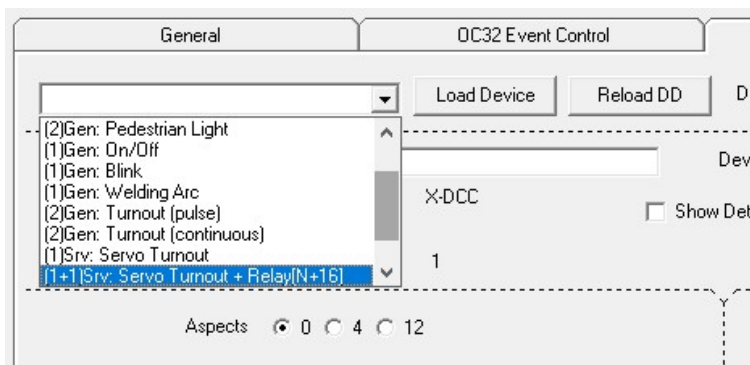 General
OC32 Event Control
Load Device
Reload DD
D
(2)Gen: Pedestrian Light
(1)Gen: On/Off
(1)Gen: Blink
(1)Gen: Welding Arc
(2)Gen: Turnout (pulse)
(2)Gen: Turnout (continuous)
(1)Srv: Servo Turnout
(1+1)Srv: Servo Turnout + Relay[N+16]
Dev
X-DCC
Show Det
1
Aspects 0 4 12